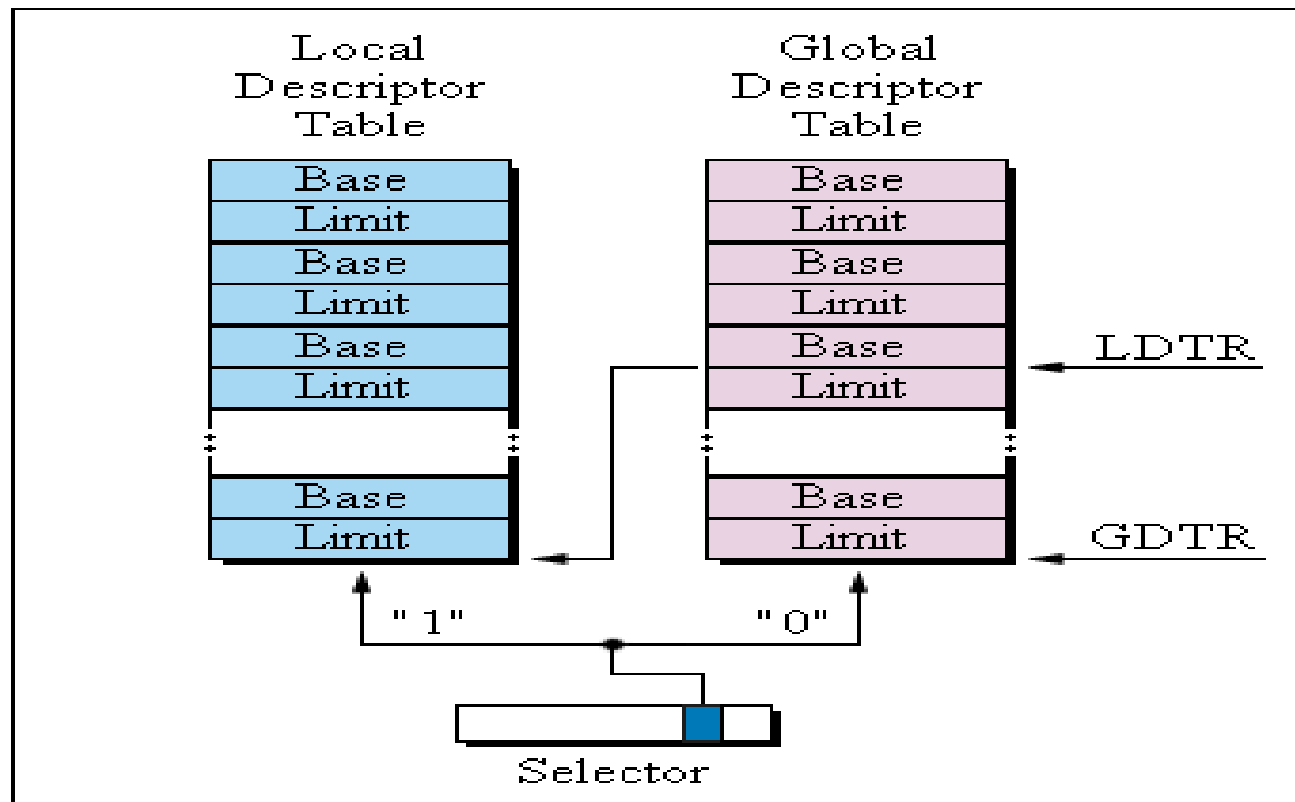 Local
Descriptor
Table
Base
Limit
Base
Limit
Base
Limit
Base
Limit
Global
Descriptor
Table
Base
Limit
Base
Limit
Base
Limit
Base
Limit
LDTR
GDTR
"1"
"0"
Selector